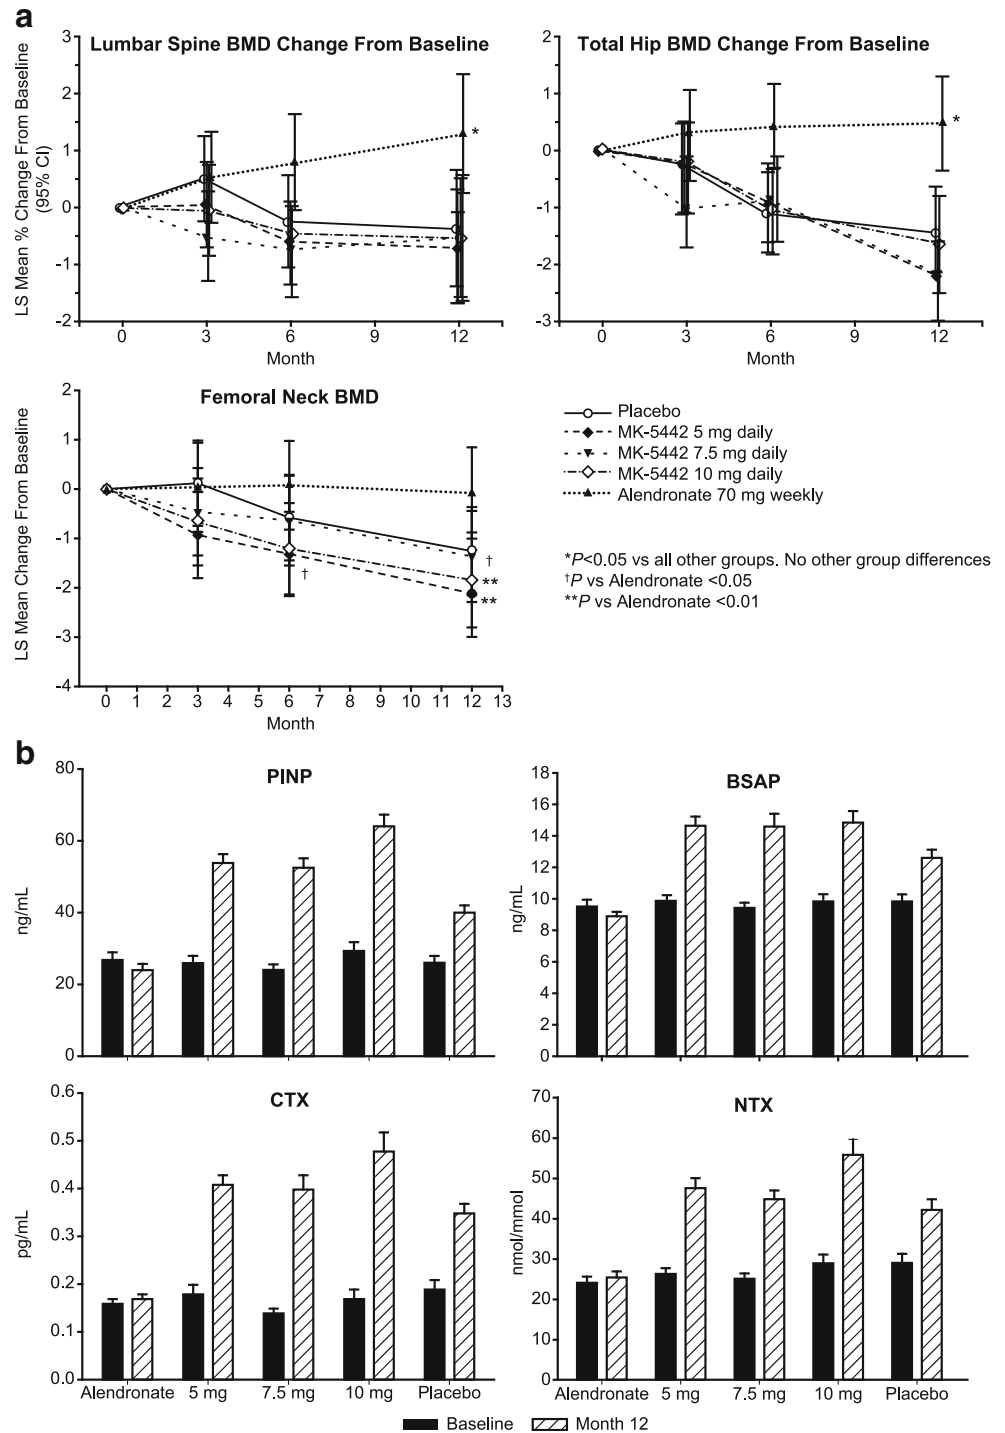 a
Lumbar Spine BMD Change From Baseline
LS Mean % Change From Baseline
(95% CI)
3
2
1
0
-1
-2
0 3 6 9 12
Month
*
Total Hip BMD Change From Baseline
2
1
0
-1
-2
-3
0 3 6 9 12
Month
*
Femoral Neck BMD
LS Mean Change From Baseline
2
1
0
-1
-2
-3
-4
0 1 2 3 4 5 6 7 8 9 10 11 12 13
Month
†
†
**
**
Placebo
MK-5442 5 mg daily
MK-5442 7.5 mg daily
MK-5442 10 mg daily
Alendronate 70 mg weekly
*P<0.05 vs all other groups. No other group differences
†P vs Alendronate <0.05
**P vs Alendronate <0.01
b
PINP
ng/mL
80
60
40
20
0
BSAP
ng/mL
18
16
14
12
10
8
6
4
2
0
CTX
pg/mL
0.6
0.5
0.4
0.3
0.2
0.1
0.0
Alendronate 5 mg 7.5 mg 10 mg Placebo
NTX
nmol/mmol
70
60
50
40
30
20
10
0
Alendronate 5 mg 7.5 mg 10 mg Placebo
Baseline Month 12